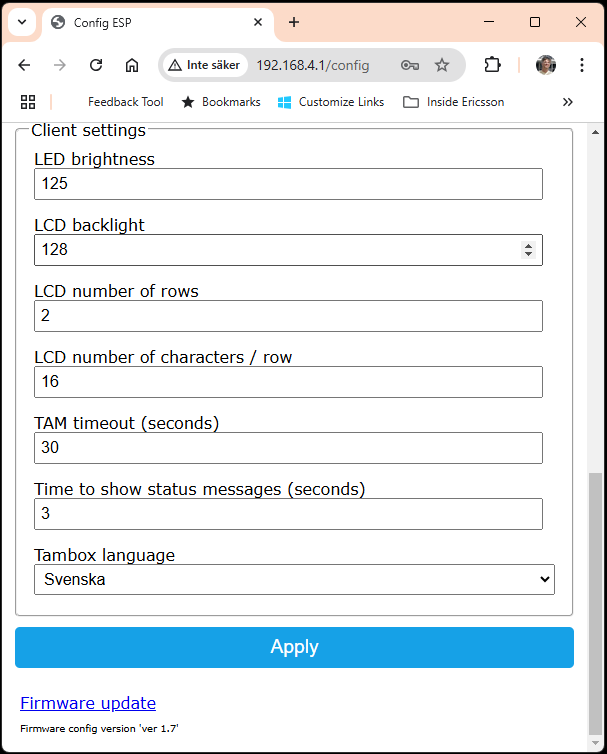 Config ESP
Inte säker 192.168.4.1/config
Feedback Tool Bookmarks Customize Links Inside Ericsson
Client settings
LED brightness
125
LCD backlight
128
LCD number of rows
2
LCD number of characters / row
16
TAM timeout (seconds)
30
Time to show status messages (seconds)
3
Tambox language
Svenska
Apply
Firmware update
Firmware config version 'ver 1.7'